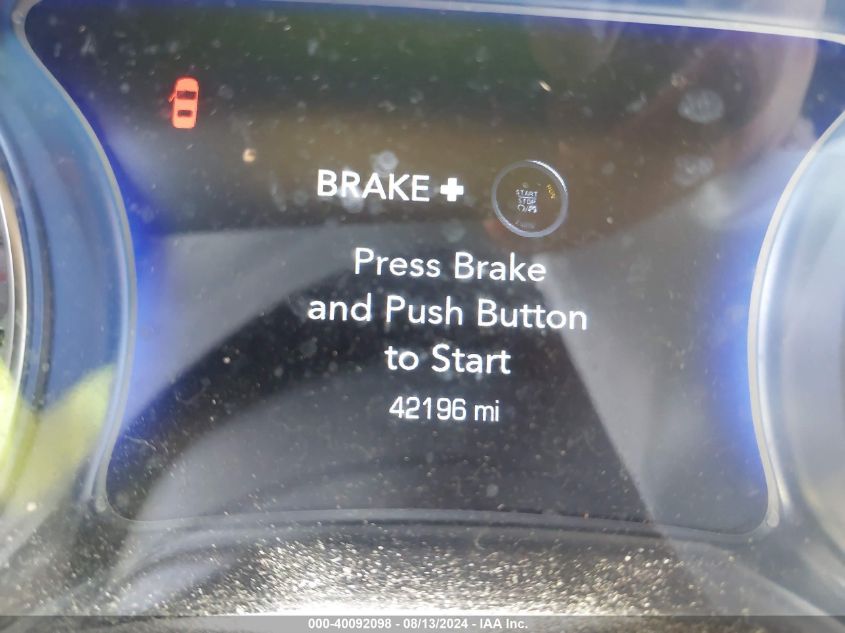 BRAKE +
START
STOP
Press Brake
and Push Button
to Start
42196 mi
000-40092098 - 08/13/2024 - IAA Inc.